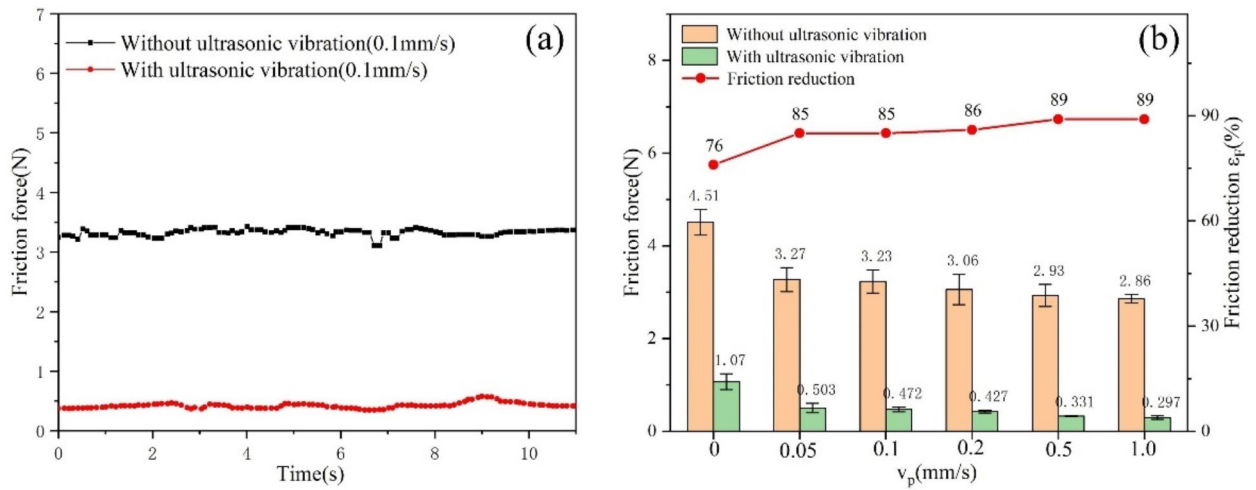 (a)
Without ultrasonic vibration(0.1mm/s)
With ultrasonic vibration(0.1mm/s)
Friction force(N)
7
6
5
4
3
2
1
0
0 2 4 6 8 10
Time(s)
(b)
Without ultrasonic vibration
With ultrasonic vibration
Friction reduction
Friction force(N)
8
6
4
2
0
76 85 85 86 89 89
4.51 3.27 3.23 3.06 2.93 2.86
1.07 0.503 0.472 0.427 0.331 0.297
90
60
30
0
Friction reduction ε_F(%)
0 0.05 0.1 0.2 0.5 1.0
v_p(mm/s)